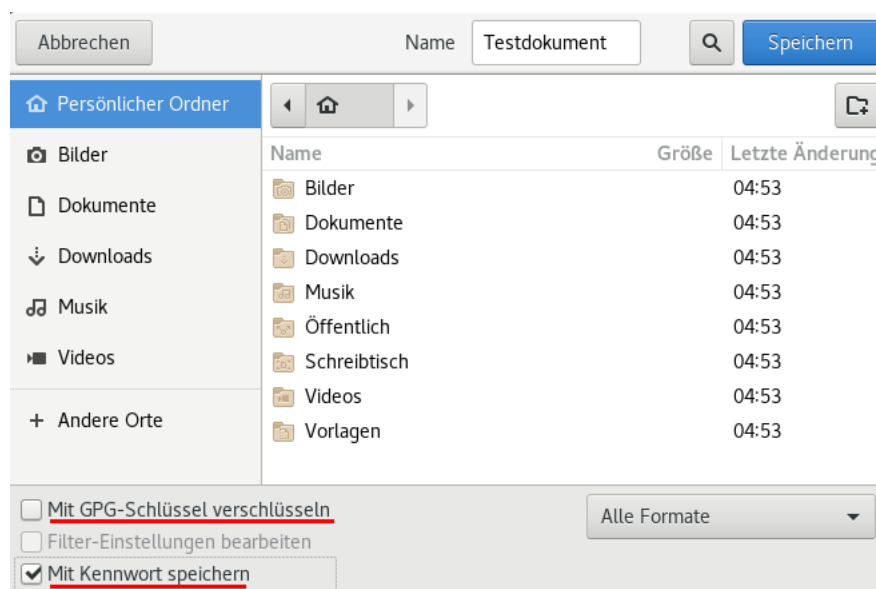 Abbrechen Name Testdokument Speichern
Persönlicher Ordner
Bilder
Dokumente
Downloads
Musik
Videos
+ Andere Orte
Name Größe Letzte Änderung
Bilder 04:53
Dokumente 04:53
Downloads 04:53
Musik 04:53
Öffentlich 04:53
Schreibtisch 04:53
Videos 04:53
Vorlagen 04:53
Mit GPG-Schlüssel verschlüsseln
Alle Formate
Filter-Einstellungen bearbeiten
Mit Kennwort speichern